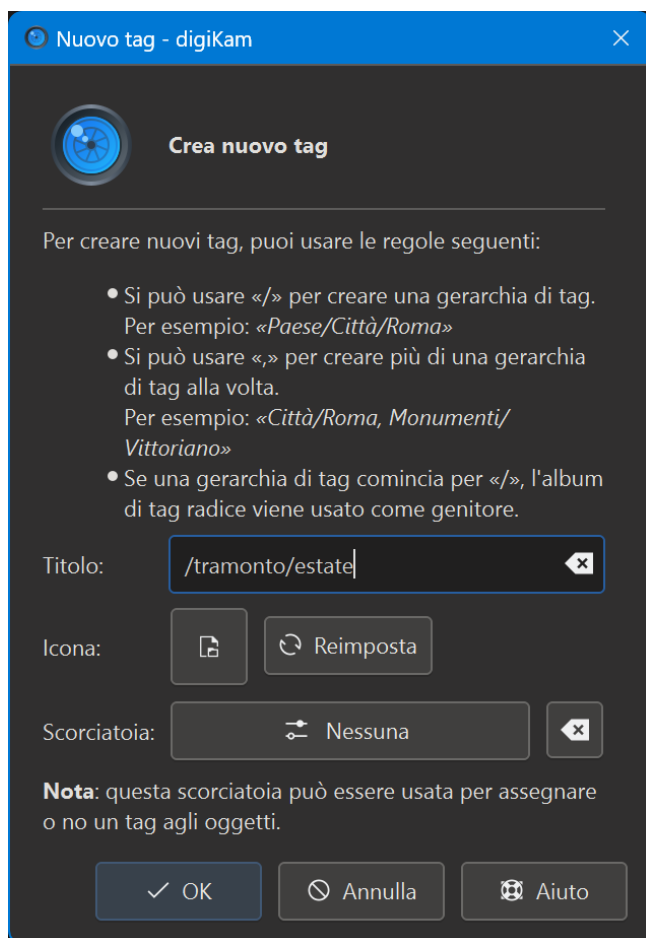 Nuovo tag - digiKam
Crea nuovo tag
Per creare nuovi tag, puoi usare le regole seguenti:
Si può usare «/» per creare una gerarchia di tag.
Per esempio: «Paese/Città/Roma»
Si può usare «,» per creare più di una gerarchia
di tag alla volta.
Per esempio: «Città/Roma, Monumenti/
Vittoriano»
Se una gerarchia di tag comincia per «/», l'album
di tag radice viene usato come genitore.
Titolo: /tramonto/estate
Icona: Reimposta
Scorciatoia: Nessuna
Nota: questa scorciatoia può essere usata per assegnare
o no un tag agli oggetti.
OK Annulla Aiuto